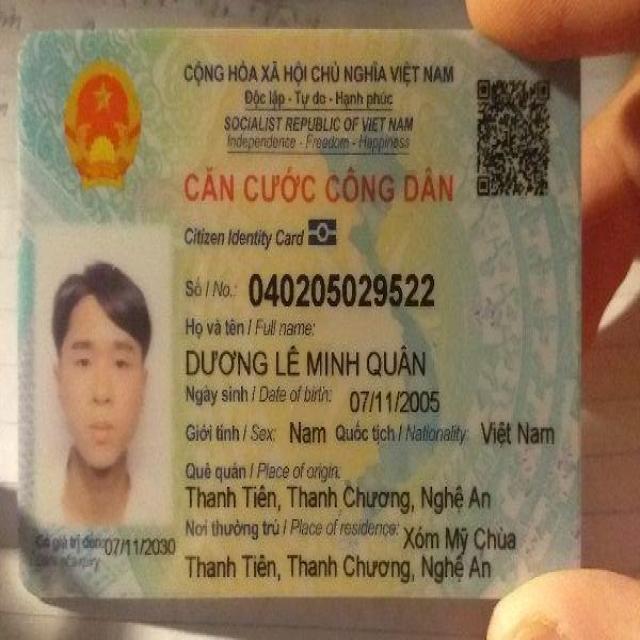 CỘNG HÒA XÃ HỘI CHỦ NGHĨA VIỆT NAM
Độc lập - Tự do - Hạnh phúc
SOCIALIST REPUBLIC OF VIET NAM
Independence - Freedom - Happiness
CĂN CƯỚC CÔNG DÂN
Citizen Identity Card
Số / No.: 040205029522
Họ và tên / Full name:
DƯƠNG LÊ MINH QUÂN
Ngày sinh / Date of birth: 07/11/2005
Giới tính / Sex: Nam Quốc tịch / Nationality: Việt Nam
Quê quán / Place of origin:
Thanh Tiên, Thanh Chương, Nghệ An
Nơi thường trú / Place of residence: Xóm Mỹ Chùa
Thanh Tiên, Thanh Chương, Nghệ An
Có giá trị đến: 07/11/2030